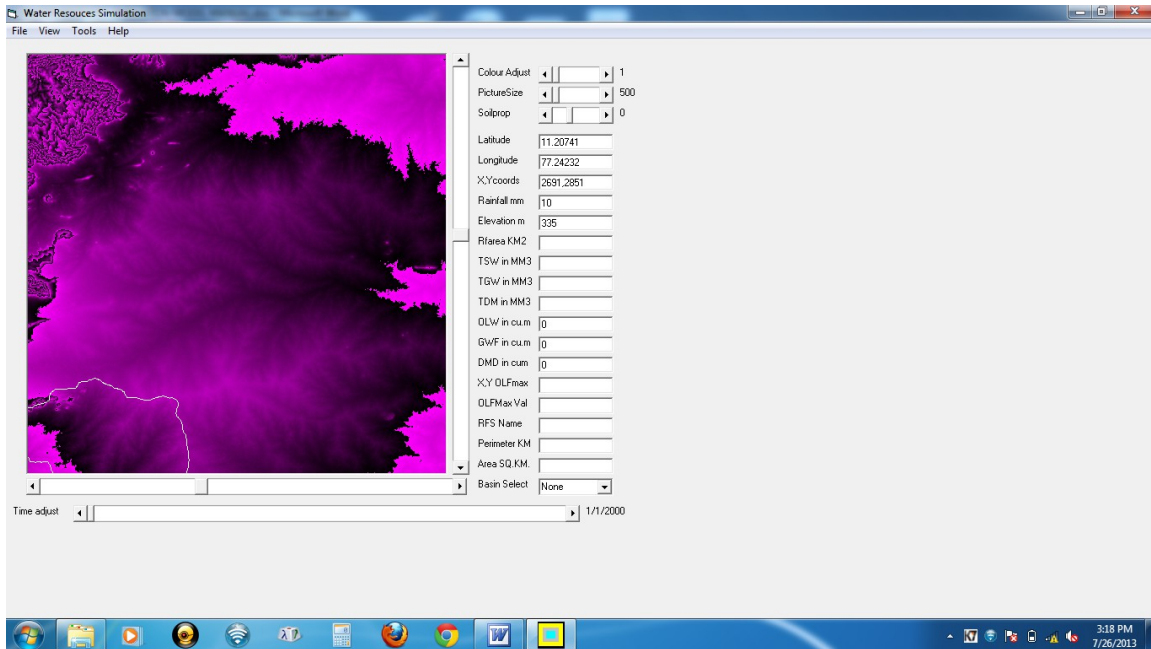 Water Resouces Simulation
File View Tools Help
Colour Adjust 1
PictureSize 500
Soilprop 0
Latitude 11.20741
Longitude 77.24232
X,Ycoords 2691,2851
Rainfall mm 10
Elevation m 335
Rfarea KM2
TSW in MM3
TGW in MM3
TDM in MM3
OLW in cu.m 0
GWF in cu.m 0
DMD in cum 0
X,Y OLFmax
OLFMax Val
RFS Name
Perimeter KM
Area SQ.KM.
Basin Select None
Time adjust 1/1/2000
3:18 PM
7/26/2013